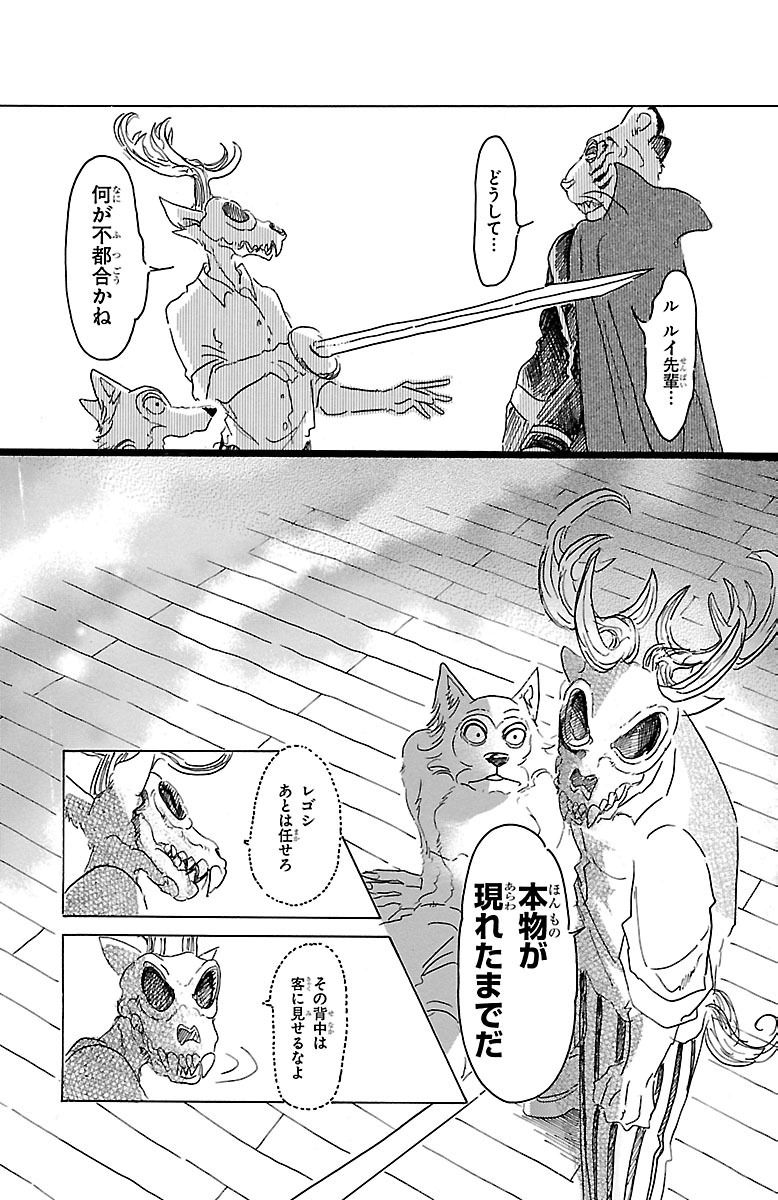 ル ルイ先輩…
どうして…
何が不都合かね
本物が
現れたまでだ
レゴシ
あとは任せろ
その背中は
客に見せるなよ